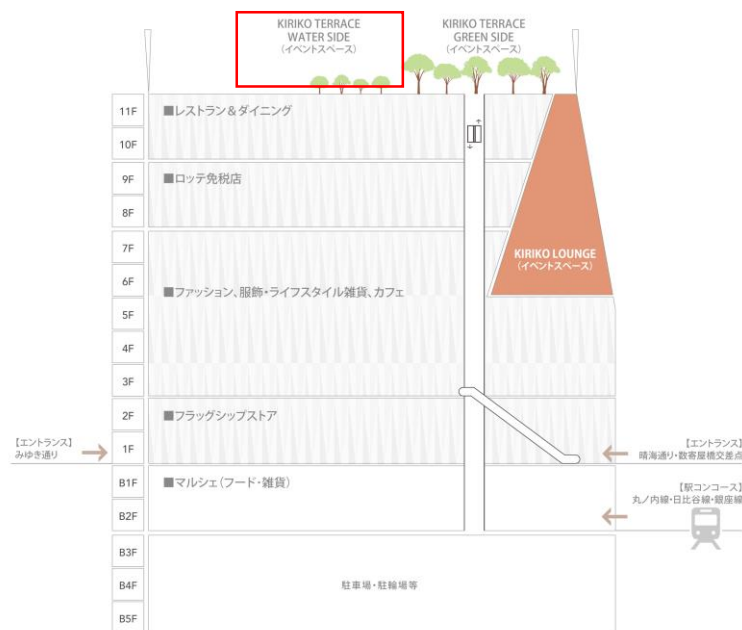 KIRIKO TERRACE
WATER SIDE
(イベントスペース)
KIRIKO TERRACE
GREEN SIDE
(イベントスペース)
11F
■レストラン&ダイニング
10F
9F
■ロッテ免税店
8F
7F
KIRIKO LOUNGE
(イベントスペース)
6F
■ファッション、服飾・ライフスタイル雑貨、カフェ
5F
4F
3F
2F
■フラッグシップストア
【エントランス】
みゆき通り
1F
【エントランス】
晴海通り・数寄屋橋交差点
B1F
■マルシェ(フード・雑貨)
【駅コンコース】
丸ノ内線・日比谷線・銀座線
B2F
B3F
B4F
駐車場・駐輪場等
B5F